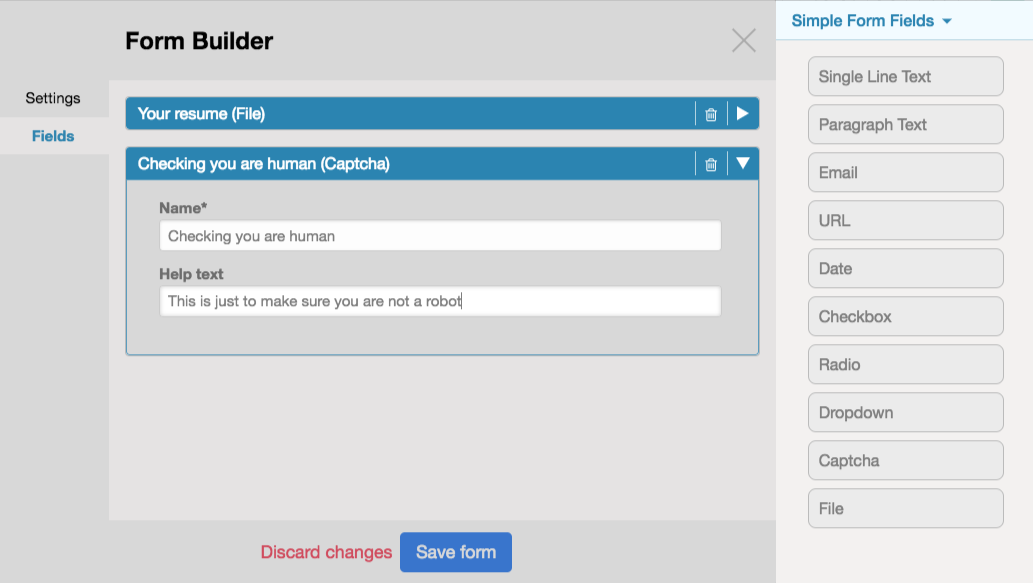 Form Builder
Settings
Fields
Your resume (File)
Checking you are human (Captcha)
Name*
Checking you are human
Help text
This is just to make sure you are not a robot
Discard changes
Save form
Simple Form Fields
Single Line Text
Paragraph Text
Email
URL
Date
Checkbox
Radio
Dropdown
Captcha
File